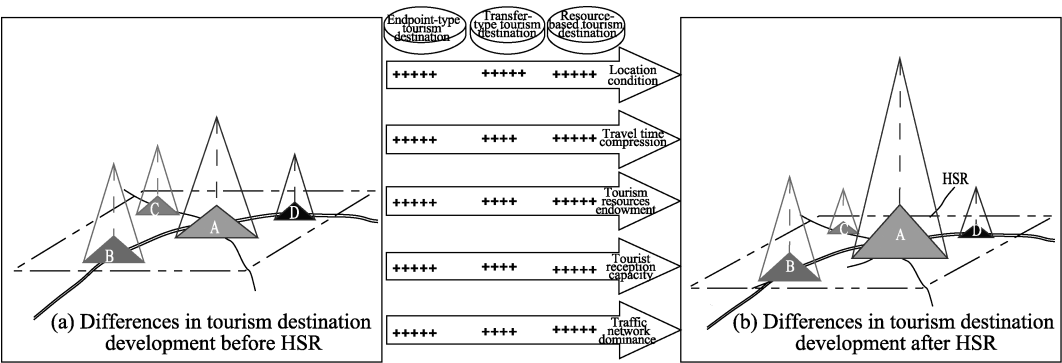 Endpoint-type
tourism
destination
Transfer-
type tourism
destination
Resource-
based tourism
destination
+++++ +++++ +++++ Location
condition
+++++ ++++ +++++ Travel time
compression
+++++ ++++ +++++ Tourism
resources
endowment
+++++ ++++ +++++ Tourist
reception
capacity
+++++ ++++ +++++ Traffic
network
dominance
A
B
C
D
(a) Differences in tourism destination
development before HSR
HSR
A
B
C
D
(b) Differences in tourism destination
development after HSR